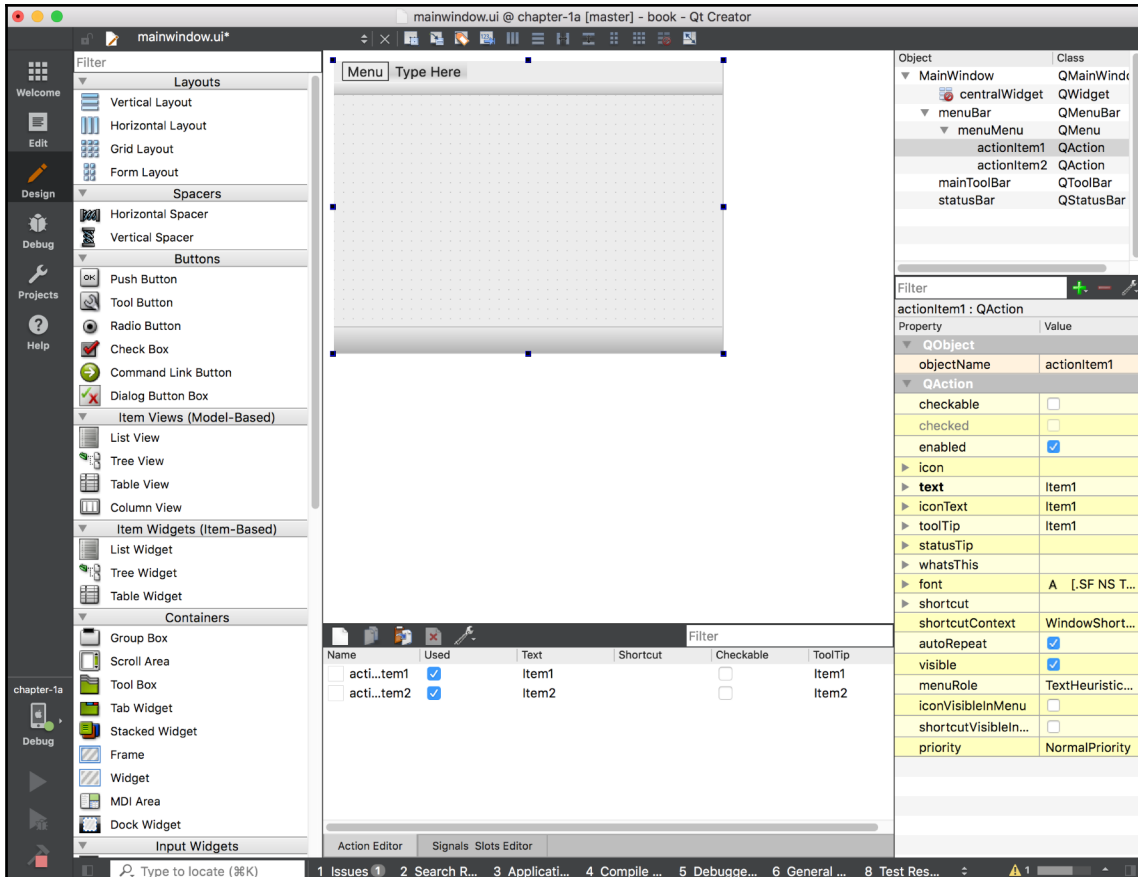 mainwindow.ui @ chapter-1a [master] - book - Qt Creator
mainwindow.ui*
Welcome
Edit
Design
Debug
Projects
Help
chapter-1a
Debug
Filter
Layouts
Vertical Layout
Horizontal Layout
Grid Layout
Form Layout
Spacers
Horizontal Spacer
Vertical Spacer
Buttons
OK Push Button
Tool Button
Radio Button
Check Box
Command Link Button
Dialog Button Box
Item Views (Model-Based)
List View
Tree View
Table View
Column View
Item Widgets (Item-Based)
List Widget
Tree Widget
Table Widget
Containers
Group Box
Scroll Area
Tool Box
Tab Widget
Stacked Widget
Frame
Widget
MDI Area
Dock Widget
Input Widgets
Menu Type Here
Filter
Name Used Text Shortcut Checkable ToolTip
acti...tem1 Item1 Item1
acti...tem2 Item2 Item2
Action Editor Signals Slots Editor
Object Class
MainWindow QMainWindo
centralWidget QWidget
menuBar QMenuBar
menuMenu QMenu
actionItem1 QAction
actionItem2 QAction
mainToolBar QToolBar
statusBar QStatusBar
Filter
actionItem1 : QAction
Property Value
QObject
objectName actionItem1
QAction
checkable
checked
enabled
icon
text Item1
iconText Item1
toolTip Item1
statusTip
whatsThis
font A [.SF NS T...
shortcut
shortcutContext WindowShort...
autoRepeat
visible
menuRole TextHeuristic...
iconVisibleInMenu
shortcutVisibleIn...
priority NormalPriority
Type to locate (⌘K) 1 Issues 1 2 Search R... 3 Applicati... 4 Compile ... 5 Debugge... 6 General ... 8 Test Res... 1